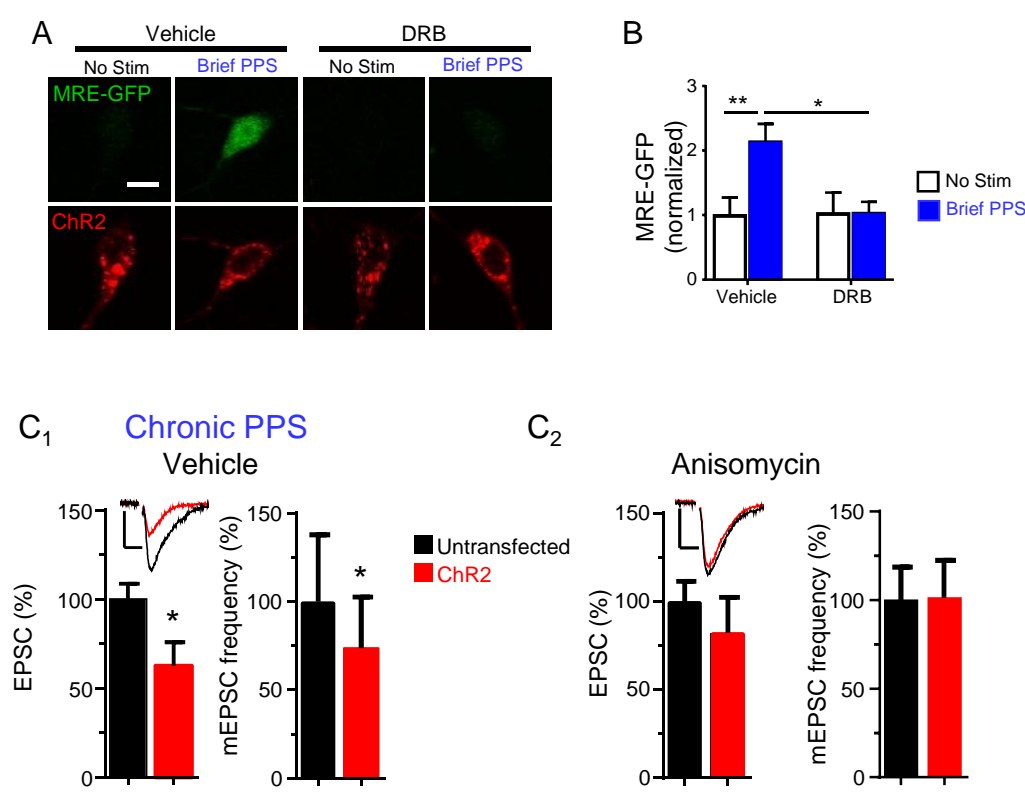 A
Vehicle
DRB
No Stim
Brief PPS
No Stim
Brief PPS
MRE-GFP
ChR2
B
MRE-GFP
(normalized)
3
2
1
0
**
*
Vehicle
DRB
No Stim
Brief PPS
C1
Chronic PPS
Vehicle
EPSC (%)
150
100
50
0
*
mEPSC frequency (%)
150
100
50
0
*
Untransfected
ChR2
C2
Anisomycin
EPSC (%)
150
100
50
0
mEPSC frequency (%)
150
100
50
0